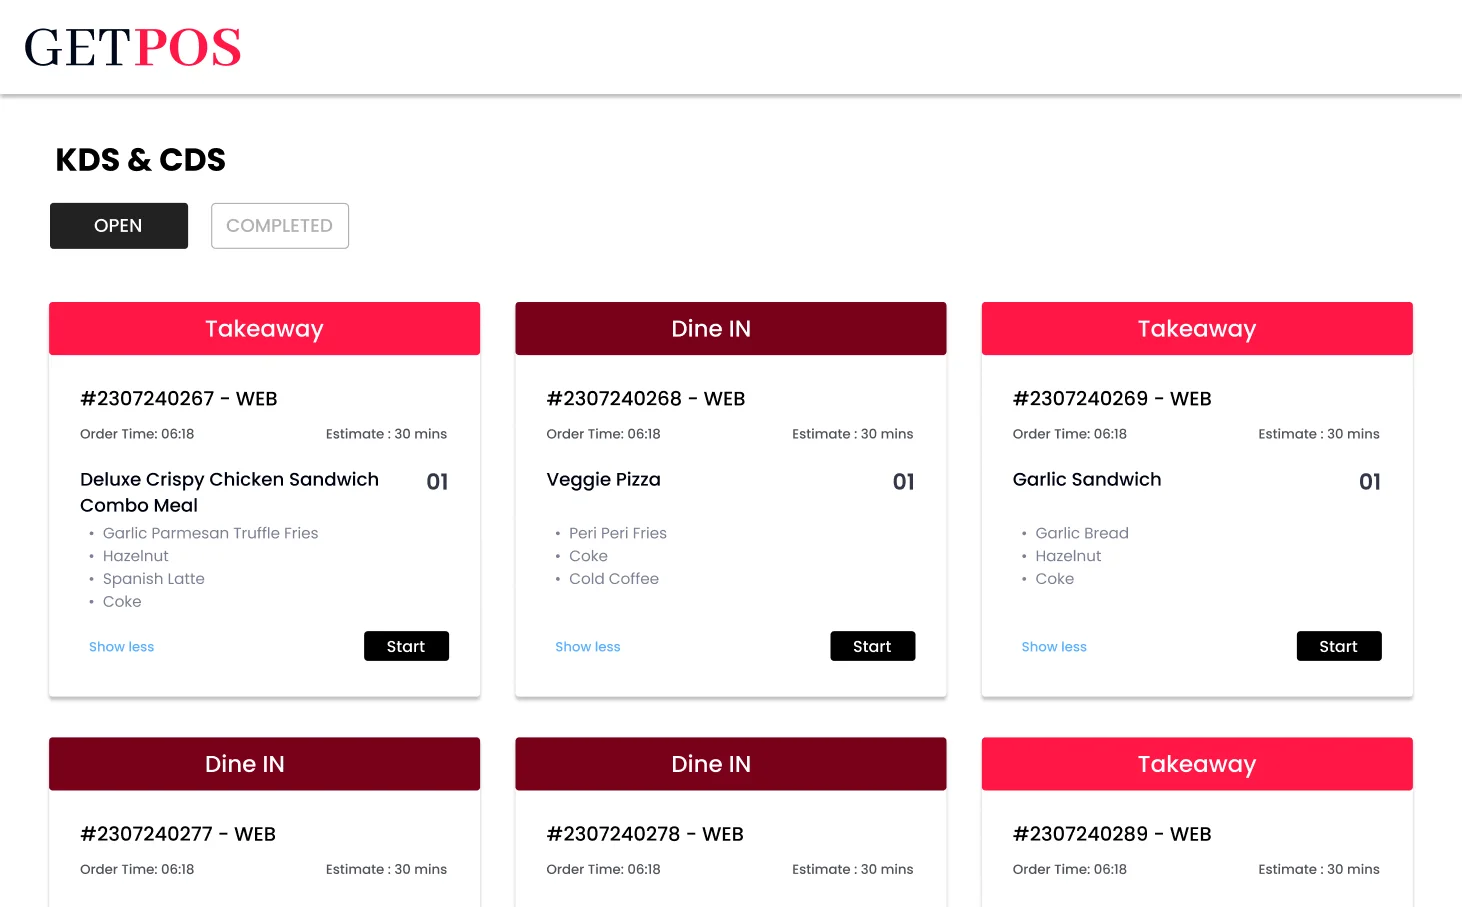 GETPOS
KDS & CDS
OPEN
COMPLETED
Takeaway
#2307240267 - WEB
Order Time: 06:18
Estimate : 30 mins
Deluxe Crispy Chicken Sandwich
Combo Meal
01
• Garlic Parmesan Truffle Fries
• Hazelnut
• Spanish Latte
• Coke
Show less
Start
Dine IN
#2307240268 - WEB
Order Time: 06:18
Estimate : 30 mins
Veggie Pizza
01
• Peri Peri Fries
• Coke
• Cold Coffee
Show less
Start
Takeaway
#2307240269 - WEB
Order Time: 06:18
Estimate : 30 mins
Garlic Sandwich
01
• Garlic Bread
• Hazelnut
• Coke
Show less
Start
Dine IN
#2307240277 - WEB
Order Time: 06:18
Estimate : 30 mins
Dine IN
#2307240278 - WEB
Order Time: 06:18
Estimate : 30 mins
Takeaway
#2307240289 - WEB
Order Time: 06:18
Estimate : 30 mins